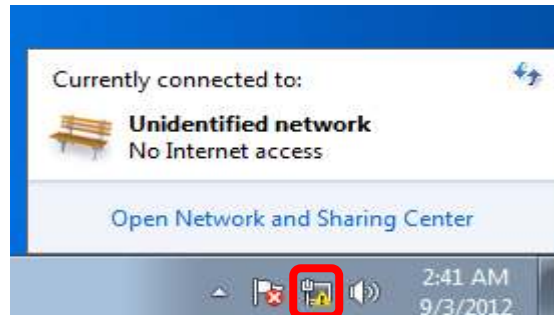 Currently connected to:
Unidentified network
No Internet access
Open Network and Sharing Center
2:41 AM
9/3/2012